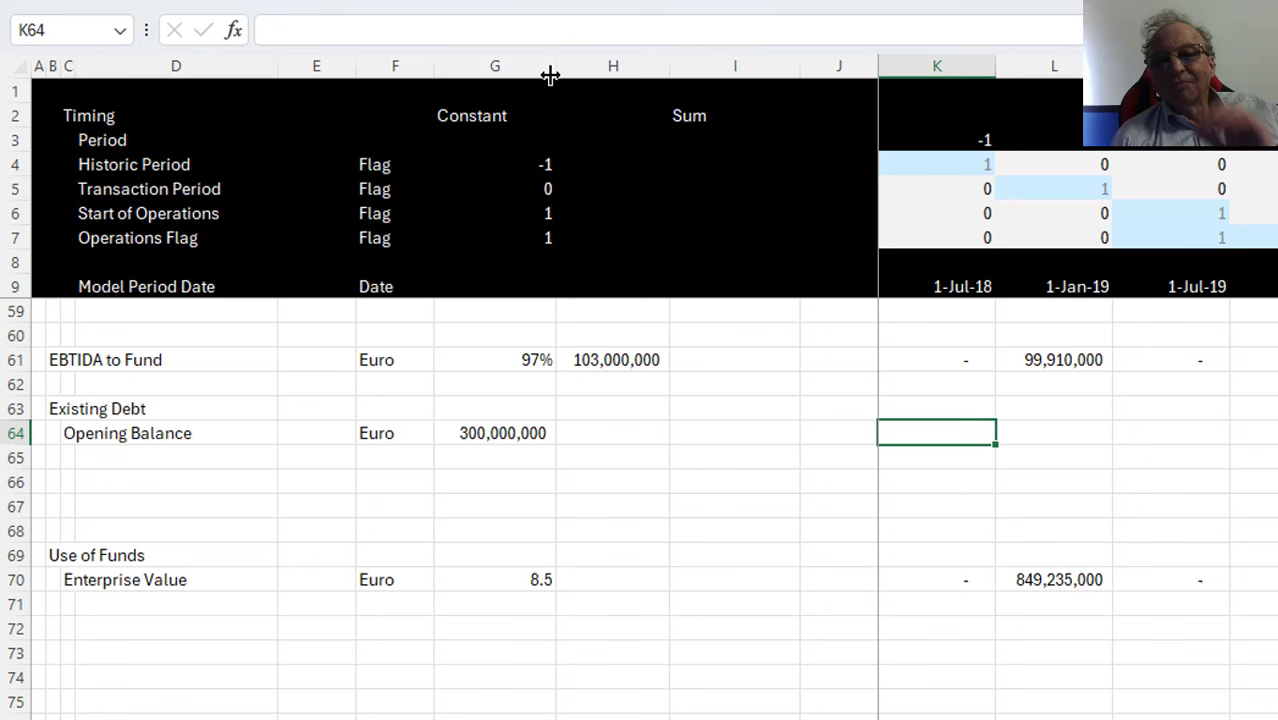 K64 fx
A B C D E F G H I J K L
1
2 Timing Constant Sum
3 Period -1
4 Historic Period Flag -1 1 0 0
5 Transaction Period Flag 0 0 1 0
6 Start of Operations Flag 1 0 0 1
7 Operations Flag Flag 1 0 0 1
8
9 Model Period Date Date 1-Jul-18 1-Jan-19 1-Jul-19
59
60
61 EBTIDA to Fund Euro 97% 103,000,000 - 99,910,000 -
62
63 Existing Debt
64 Opening Balance Euro 300,000,000
65
66
67
68
69 Use of Funds
70 Enterprise Value Euro 8.5 - 849,235,000 -
71
72
73
74
75